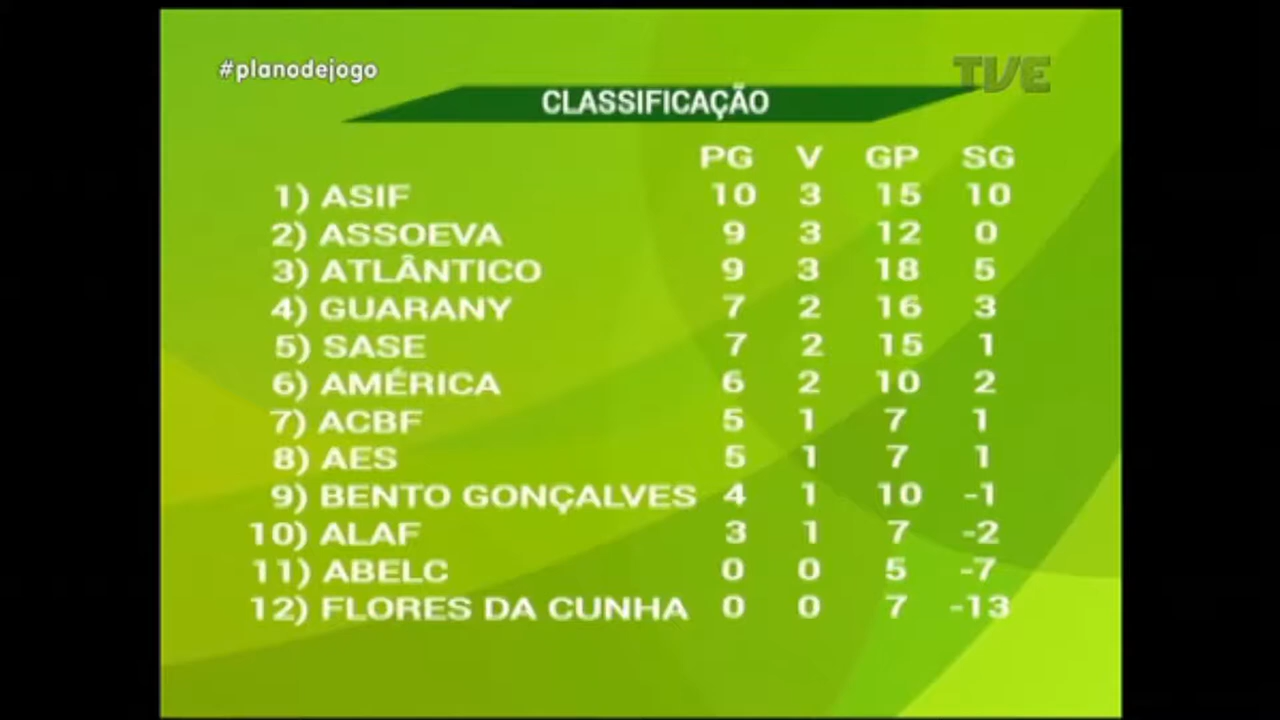 #planodejogo
TVE
CLASSIFICAÇÃO
PG V GP SG
1) ASIF 10 3 15 10
2) ASSOEVA 9 3 12 0
3) ATLÂNTICO 9 3 18 5
4) GUARANY 7 2 16 3
5) SASE 7 2 15 1
6) AMÉRICA 6 2 10 2
7) ACBF 5 1 7 1
8) AES 5 1 7 1
9) BENTO GONÇALVES 4 1 10 -1
10) ALAF 3 1 7 -2
11) ABELC 0 0 5 -7
12) FLORES DA CUNHA 0 0 7 -13